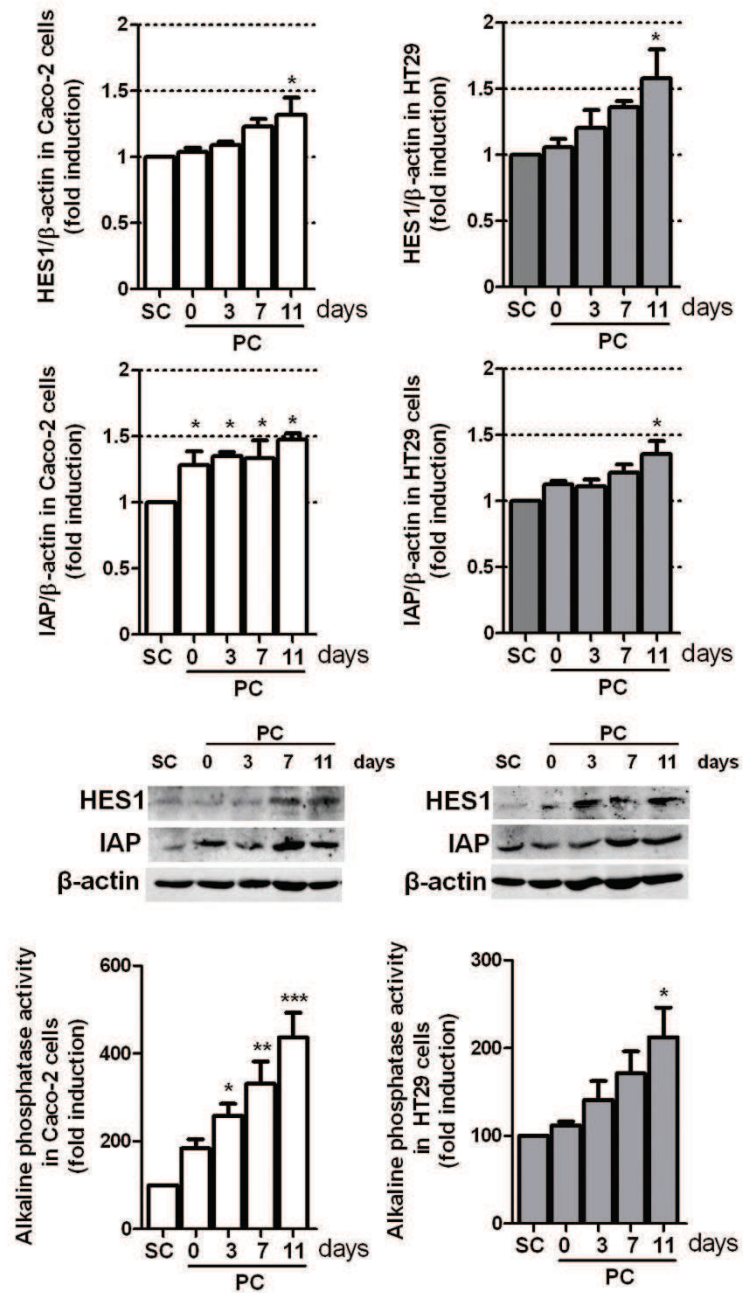 HES1/β-actin in Caco-2 cells
(fold induction)
2
1.5
1
0.5
0
*
SC 0 3 7 11 days
PC
HES1/β-actin in HT29
(fold induction)
2
1.5
1
0.5
0
*
SC 0 3 7 11 days
PC
IAP/β-actin in Caco-2 cells
(fold induction)
2
1.5
1
0.5
0
* * * *
SC 0 3 7 11 days
PC
IAP/β-actin in HT29 cells
(fold induction)
2
1.5
1
0.5
0
*
SC 0 3 7 11 days
PC
PC
SC 0 3 7 11 days
HES1
IAP
β-actin
PC
SC 0 3 7 11 days
HES1
IAP
β-actin
Alkaline phosphatase activity
in Caco-2 cells
(fold induction)
600
400
200
0
* ** ***
SC 0 3 7 11 days
PC
Alkaline phosphatase activity
in HT29 cells
(fold induction)
300
200
100
0
*
SC 0 3 7 11 days
PC